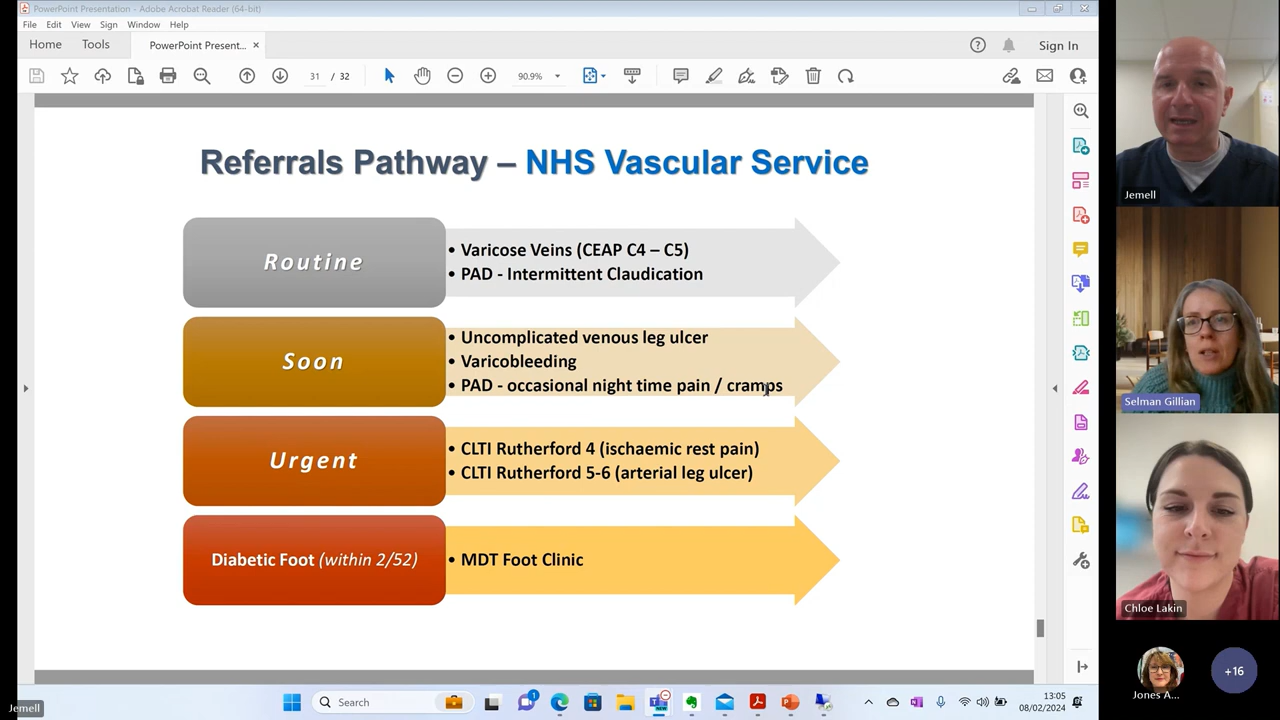 PowerPoint Presentation - Adobe Acrobat Reader (64-bit)
File Edit View Sign Window Help
Home Tools PowerPoint Present... × Sign In
31 / 32 90.9%
Referrals Pathway – NHS Vascular Service
Routine
• Varicose Veins (CEAP C4 – C5)
• PAD - Intermittent Claudication
Soon
• Uncomplicated venous leg ulcer
• Varicobleeding
• PAD - occasional night time pain / cramps
Urgent
• CLTI Rutherford 4 (ischaemic rest pain)
• CLTI Rutherford 5-6 (arterial leg ulcer)
Diabetic Foot (within 2/52)
• MDT Foot Clinic
Jemell
Selman Gillian
Chloe Lakin
Jones A...
+16
Jemell
Search
1
NEW
13:05
08/02/2024